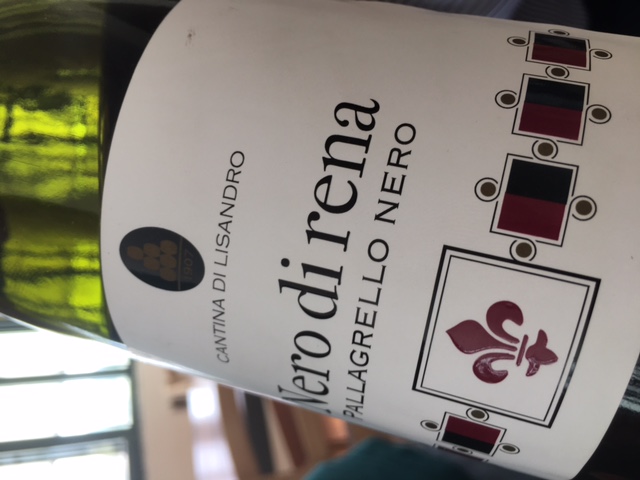 CANTINA DI LISANDRO
Nero di rena
PALLAGRELLO NERO